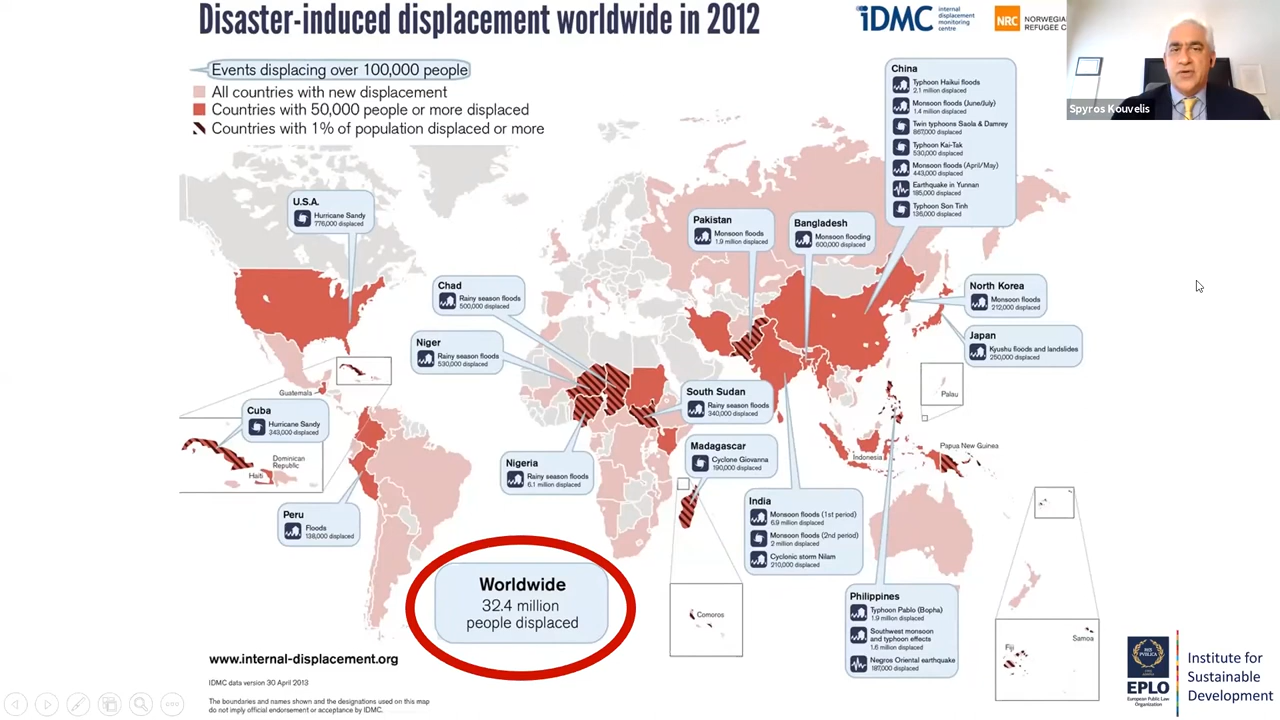 Disaster-induced displacement worldwide in 2012
iDMC
internal
displacement
monitoring
centre
NRC
NORWEGIAN
REFUGEE C
Spyros Kouvelis
Events displacing over 100,000 people
All countries with new displacement
Countries with 50,000 people or more displaced
Countries with 1% of population displaced or more
China
Typhoon Haikui floods
2.1 million displaced
Monsoon floods (June/July)
1.4 million displaced
Twin typhoons Saola & Damrey
867,000 displaced
Typhoon Kai-Tak
530,000 displaced
Monsoon floods (April/May)
443,000 displaced
Earthquake in Yunnan
185,000 displaced
Typhoon Son Tinh
136,000 displaced
U.S.A.
Hurricane Sandy
776,000 displaced
Pakistan
Monsoon floods
1.9 million displaced
Bangladesh
Monsoon flooding
600,000 displaced
Chad
Rainy season floods
500,000 displaced
North Korea
Monsoon floods
212,000 displaced
Niger
Rainy season floods
530,000 displaced
Japan
Kyushu floods and landslides
250,000 displaced
Guatemala
Palau
South Sudan
Rainy season floods
340,000 displaced
Cuba
Hurricane Sandy
343,000 displaced
Dominican
Republic
Haiti
Madagascar
Cyclone Giovanna
190,000 displaced
Papua New Guinea
Indonesia
Nigeria
Rainy season floods
6.1 million displaced
India
Monsoon floods (1st period)
6.9 million displaced
Monsoon floods (2nd period)
2 million displaced
Cyclonic storm Nilam
210,000 displaced
Peru
Floods
138,000 displaced
Worldwide
32.4 million
people displaced
Comoros
Philippines
Typhoon Pablo (Bopha)
1.9 million displaced
Southwest monsoon
and typhoon effects
1.6 million displaced
Negros Oriental earthquake
187,000 displaced
Samoa
Fiji
www.internal-displacement.org
IDMC data version 30 April 2013
The boundaries and names shown and the designations used on this map
do not imply official endorsement or acceptance by IDMC.
EPLO
European Public Law
Organization
Institute for
Sustainable
Development